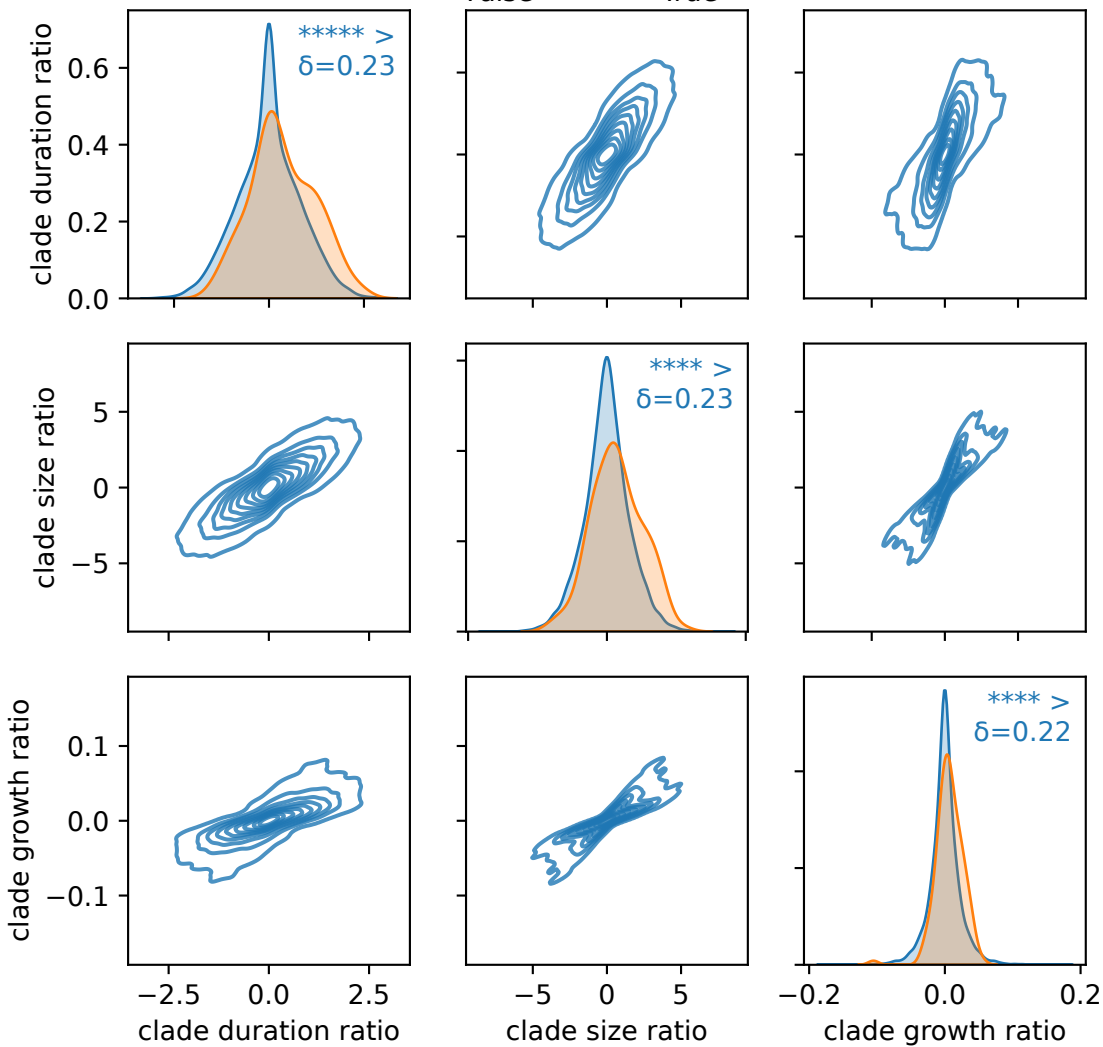 ***** >
δ=0.23
clade duration ratio
0.6
0.4
0.2
0.0
**** >
δ=0.23
clade size ratio
5
0
−5
**** >
δ=0.22
clade growth ratio
0.1
0.0
−0.1
−2.5 0.0 2.5
−5 0 5
−0.2 0.0 0.2
clade duration ratio
clade size ratio
clade growth ratio